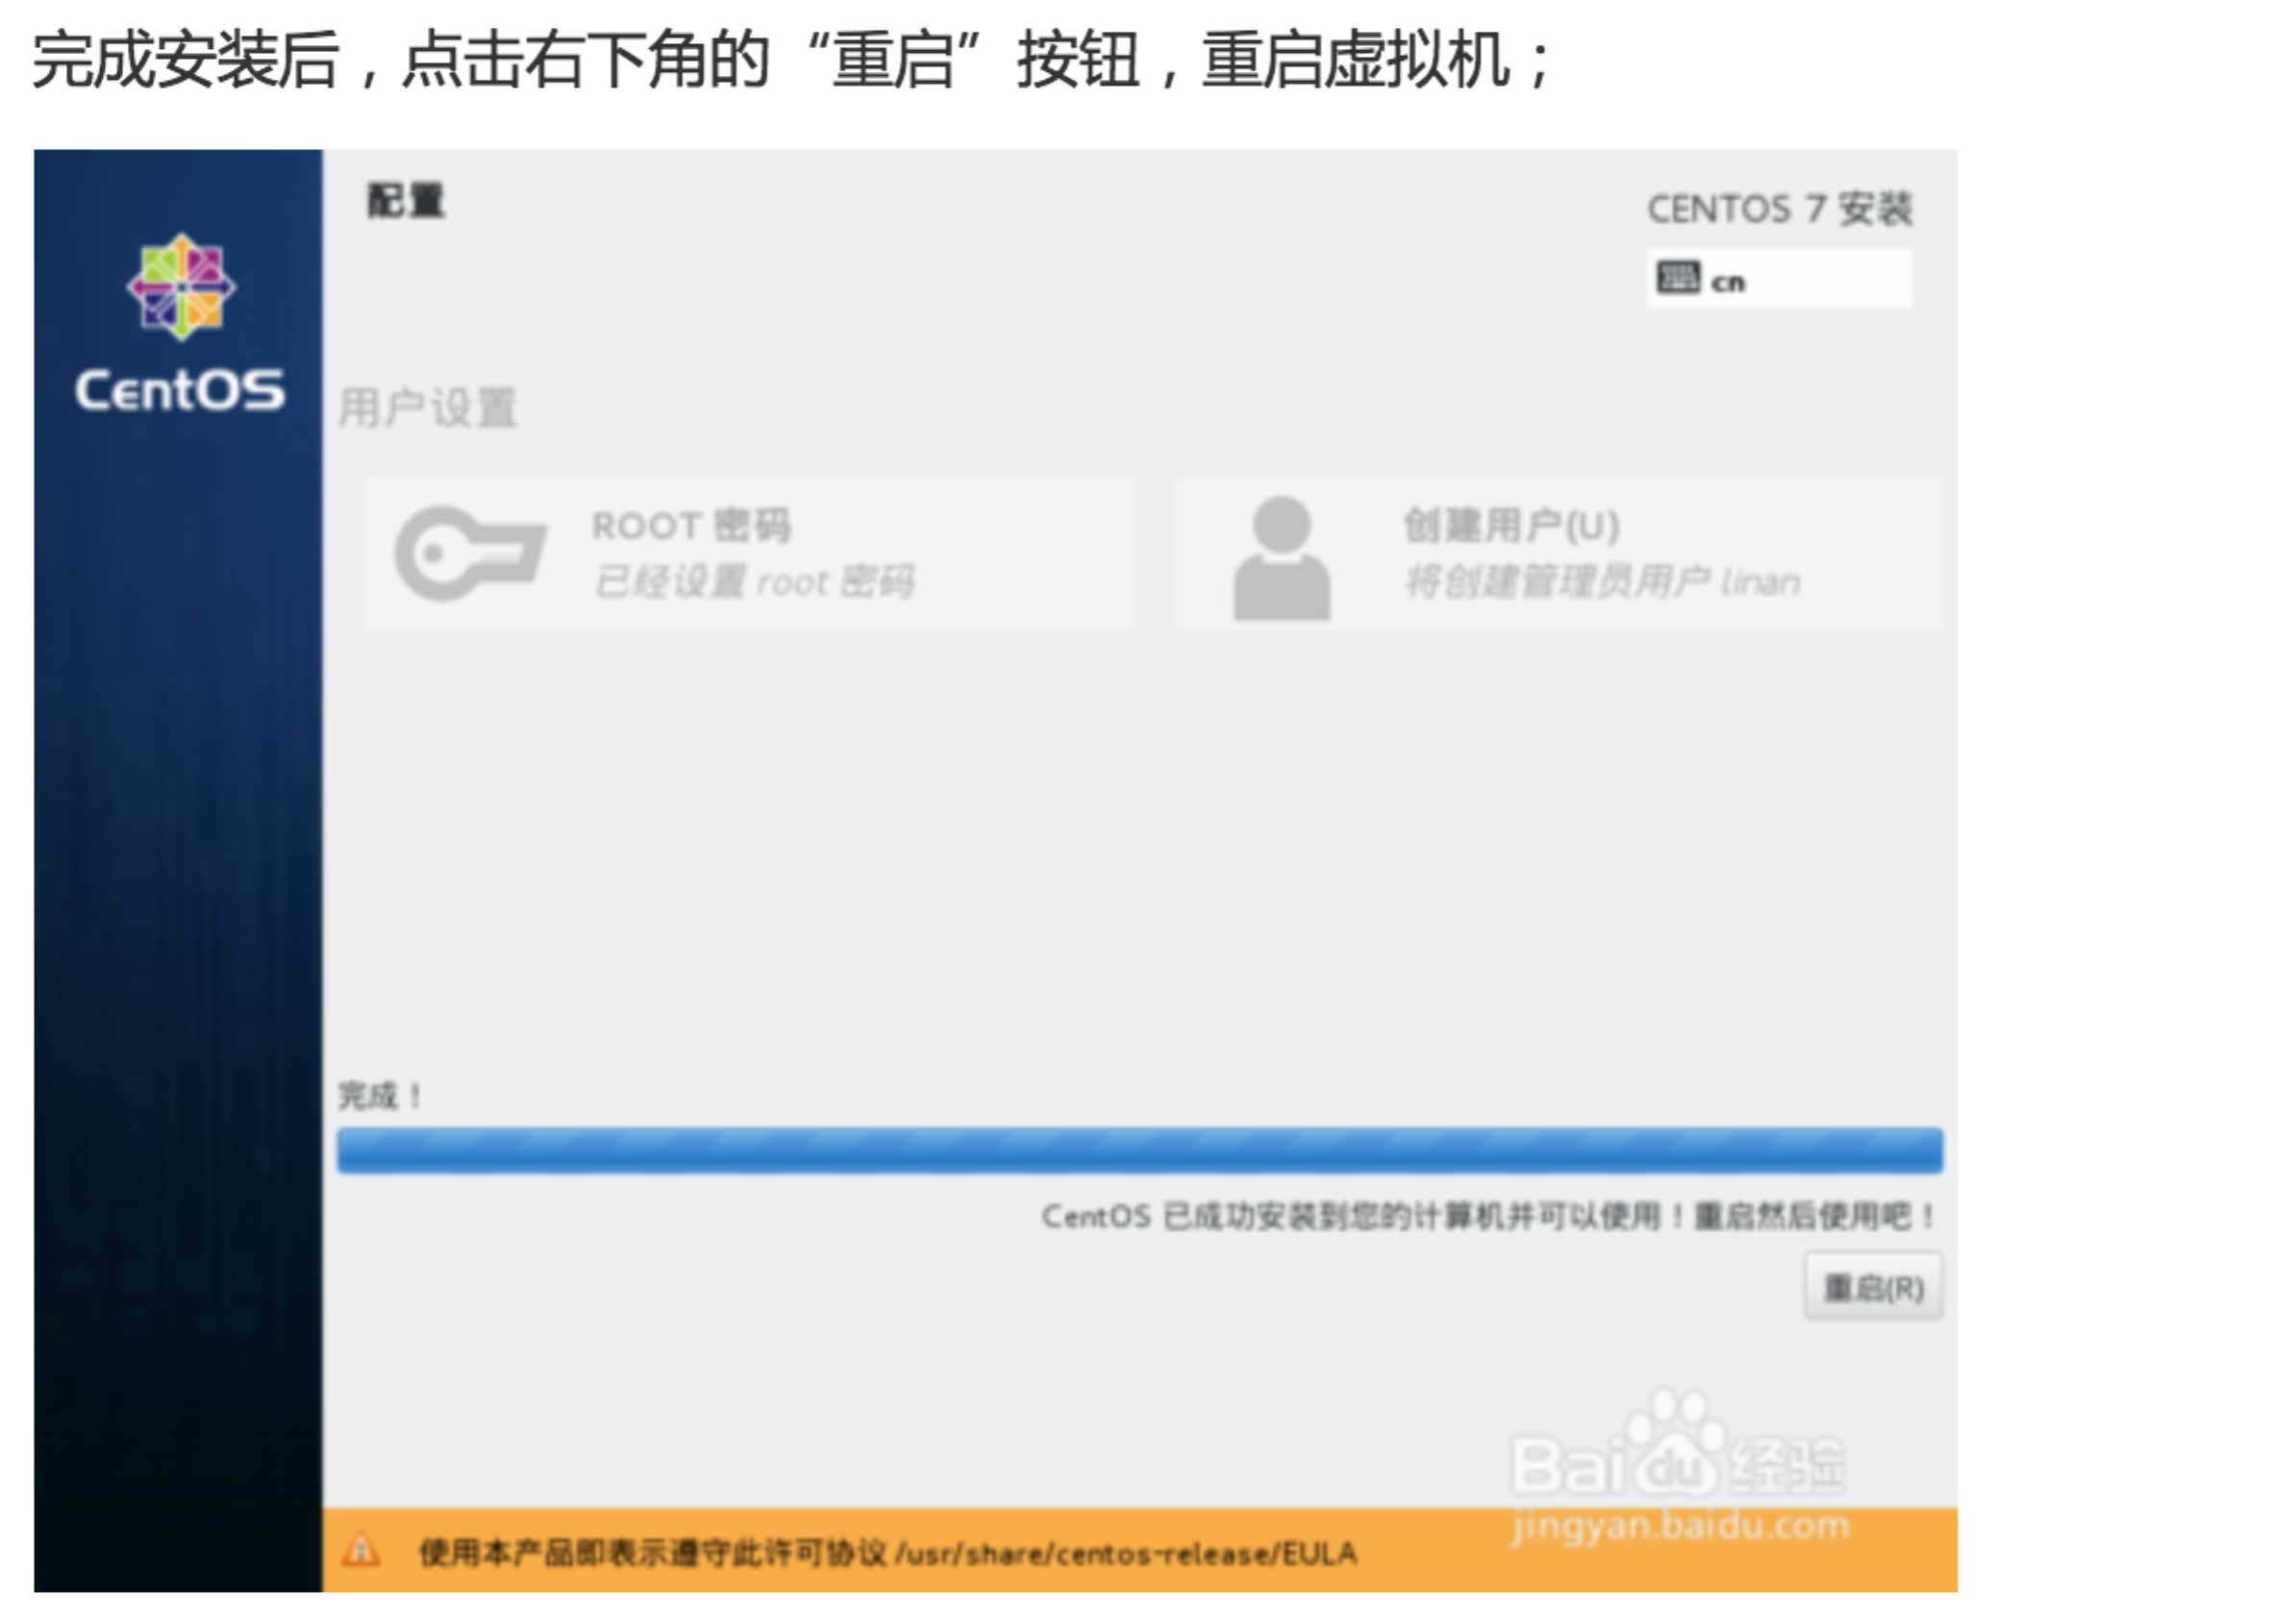 完成安装后，点击右下角的“重启”按钮，重启虚拟机；
配置
CENTOS 7 安装
cn
CentOS
用户设置
ROOT 密码
已经设置 root 密码
创建用户(U)
将创建管理员用户 linan
完成！
CentOS 已成功安装到您的计算机并可以使用！重启然后使用吧！
重启(R)
Baidu经验
jingyan.baidu.com
使用本产品即表示遵守此许可协议 /usr/share/centos-release/EULA